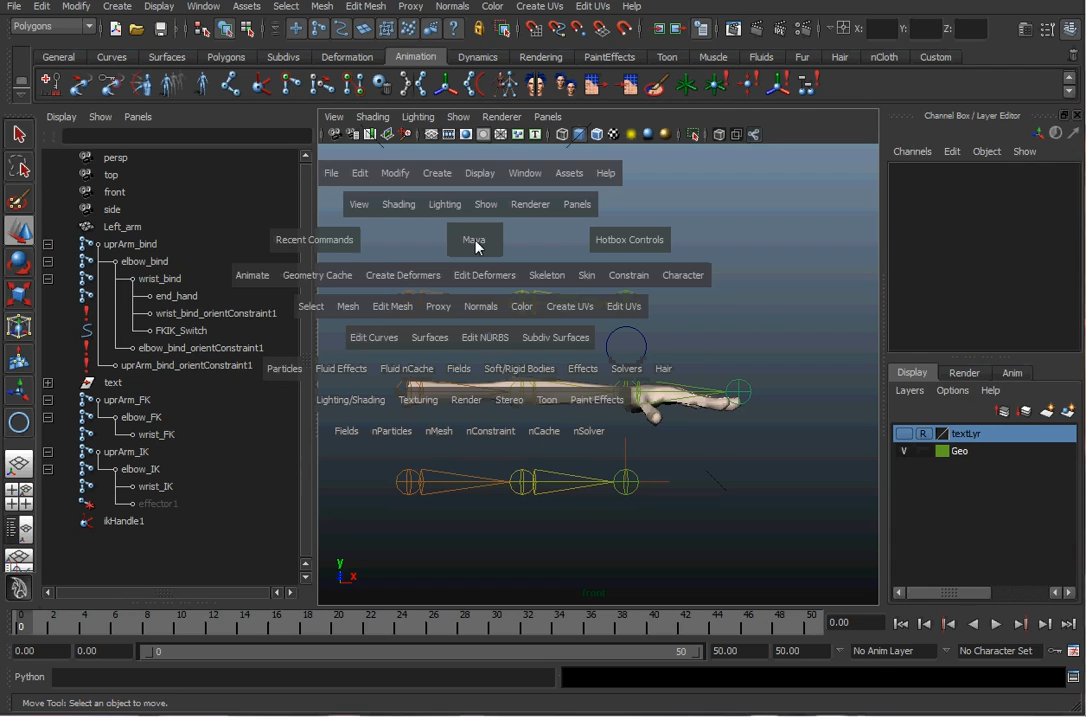 File Edit Modify Create Display Window Assets Select Mesh Edit Mesh Proxy Normals Color Create UVs Edit UVs Help
Polygons
X:
Y:
Z:
General Curves Surfaces Polygons Subdivs Deformation Animation Dynamics Rendering PaintEffects Toon Muscle Fluids Fur Hair nCloth Custom
Display Show Panels
View Shading Lighting Show Renderer Panels
Channel Box / Layer Editor
Channels Edit Object Show
persp
top
front
side
Left_arm
uprArm_bind
elbow_bind
wrist_bind
end_hand
wrist_bind_orientConstraint1
FKIK_Switch
elbow_bind_orientConstraint1
uprArm_bind_orientConstraint1
text
uprArm_FK
elbow_FK
wrist_FK
uprArm_IK
elbow_IK
wrist_IK
effector1
ikHandle1
File Edit Modify Create Display Window Assets Help
View Shading Lighting Show Renderer Panels
Recent Commands Maya Hotbox Controls
Animate Geometry Cache Create Deformers Edit Deformers Skeleton Skin Constrain Character
Select Mesh Edit Mesh Proxy Normals Color Create UVs Edit UVs
Edit Curves Surfaces Edit NURBS Subdiv Surfaces
Particles Fluid Effects Fluid nCache Fields Soft/Rigid Bodies Effects Solvers Hair
Lighting/Shading Texturing Render Stereo Toon Paint Effects
Fields nParticles nMesh nConstraint nCache nSolver
y
x
front
Display Render Anim
Layers Options Help
R textLyr
V Geo
0 2 4 6 8 10 12 14 16 18 20 22 24 26 28 30 32 34 36 38 40 42 44 46 48 50
0
0.00
0.00 0.00 0 50 50.00 50.00 No Anim Layer No Character Set
Python
Move Tool: Select an object to move.